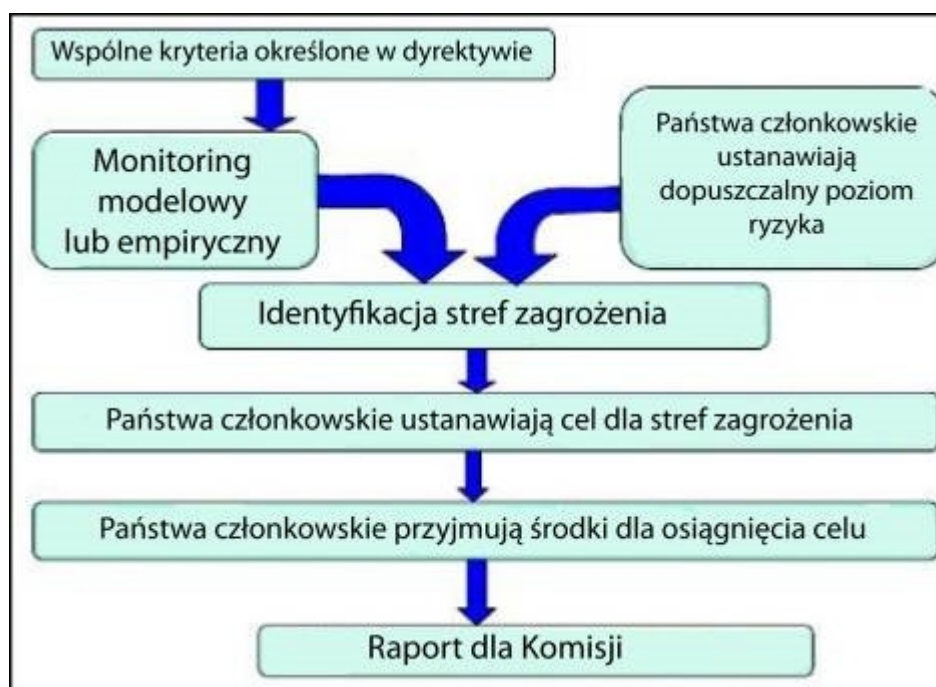 Wspólne kryteria określone w dyrektywie
Monitoring
modelowy
lub empiryczny
Państwa członkowskie
ustanawiają
dopuszczalny poziom
ryzyka
Identyfikacja stref zagrożenia
Państwa członkowskie ustanawiają cel dla stref zagrożenia
Państwa członkowskie przyjmują środki dla osiągnięcia celu
Raport dla Komisji